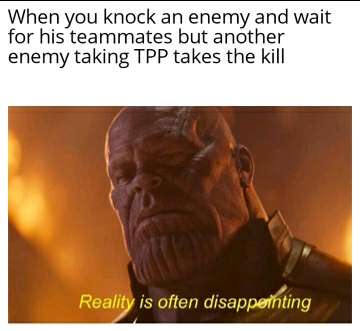 When you knock an enemy and wait
for his teammates but another
enemy taking TPP takes the kill
Reality is often disappointing